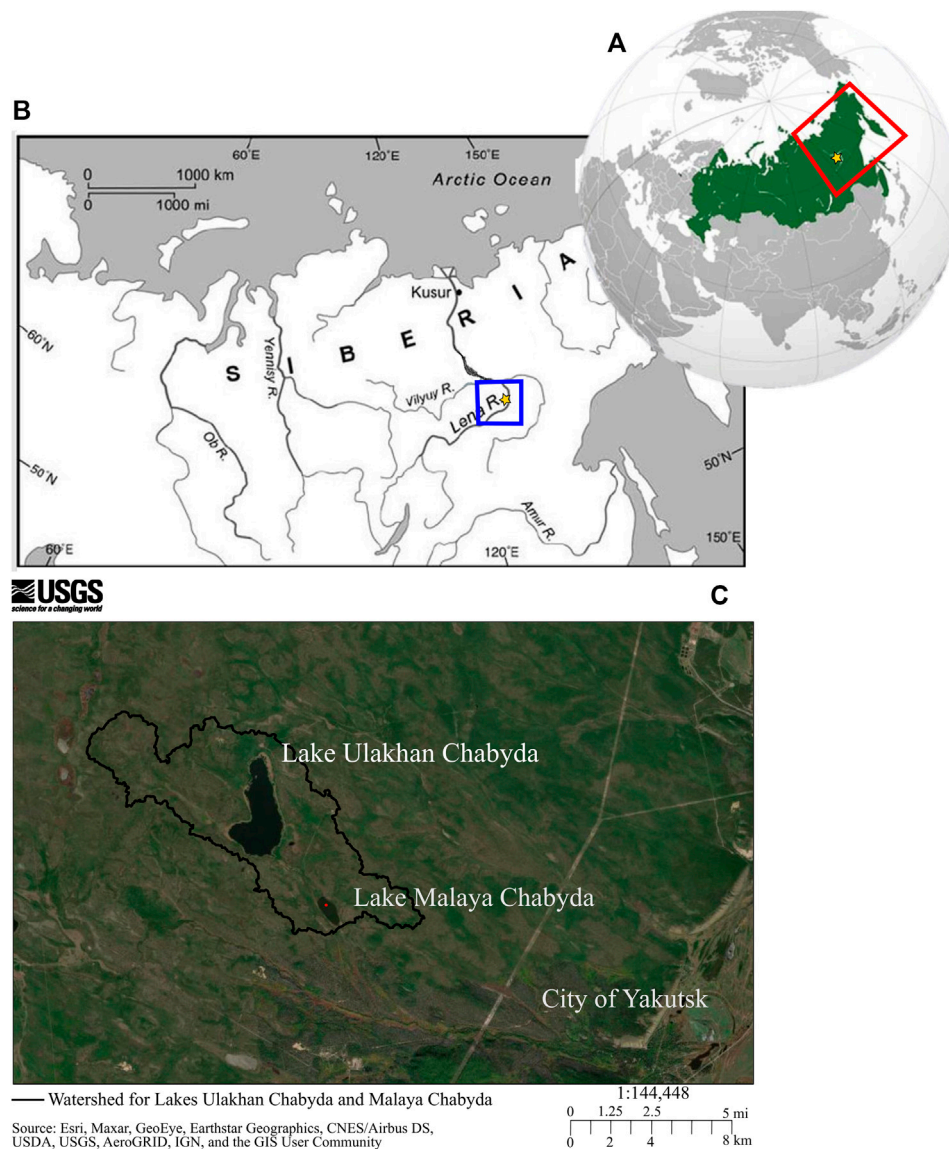 A
B
60°E
120°E
150°E
0 1000 km
0 1000 mi
Arctic Ocean
Kusur
S I B E R I A
60°N
Yennisy R.
Vilyuy R.
Lena R.
Ob R.
50°N
50°N
Amur R.
60°E
120°E
150°E
USGS
science for a changing world
C
Lake Ulakhan Chabyda
Lake Malaya Chabyda
City of Yakutsk
Watershed for Lakes Ulakhan Chabyda and Malaya Chabyda
1:144,448
0 1.25 2.5 5 mi
0 2 4 8 km
Source: Esri, Maxar, GeoEye, Earthstar Geographics, CNES/Airbus DS,
USDA, USGS, AeroGRID, IGN, and the GIS User Community